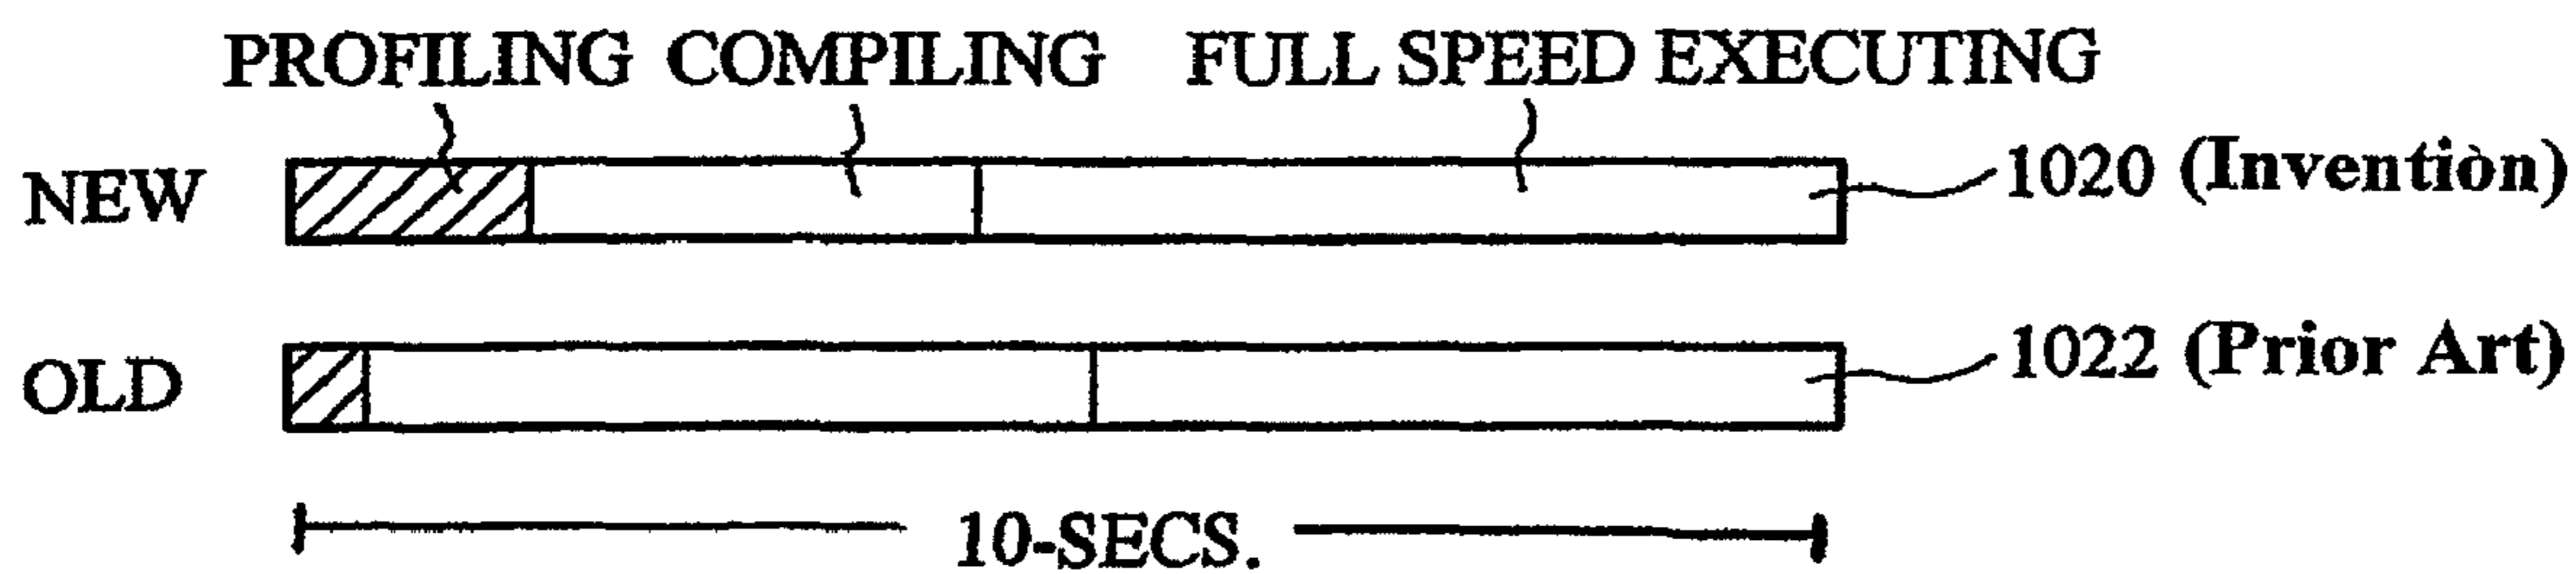 PROFILING COMPILING FULL SPEED EXECUTING
NEW 1020 (Invention)
OLD 1022 (Prior Art)
10-SECS.